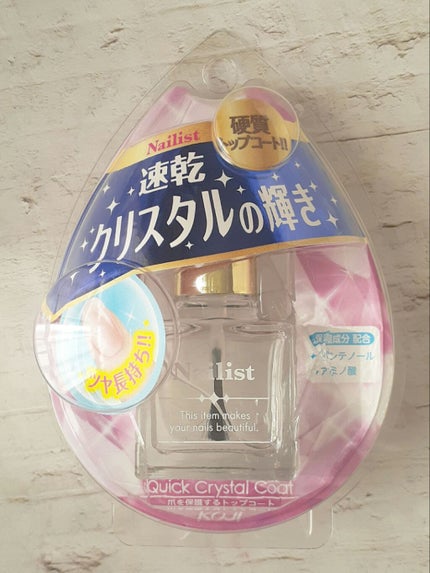 Nailist
硬質
トップコート!!
速乾
クリスタルの輝き
ツヤ長持ち!!
Nailist
This item makes
your nails beautiful.
成分 配合
パンテノール
アミノ酸
Quick Crystal Coat
爪を保護するトップコート
KOJI